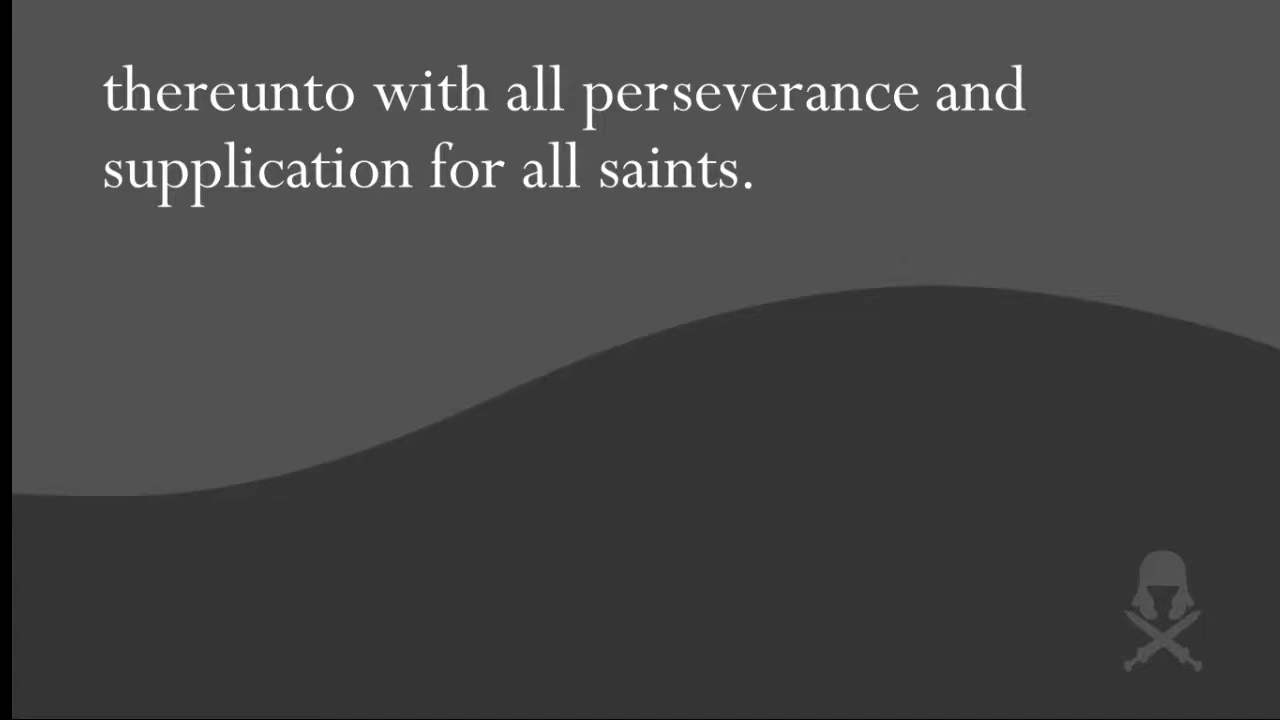 thereunto with all perseverance and
supplication for all saints.